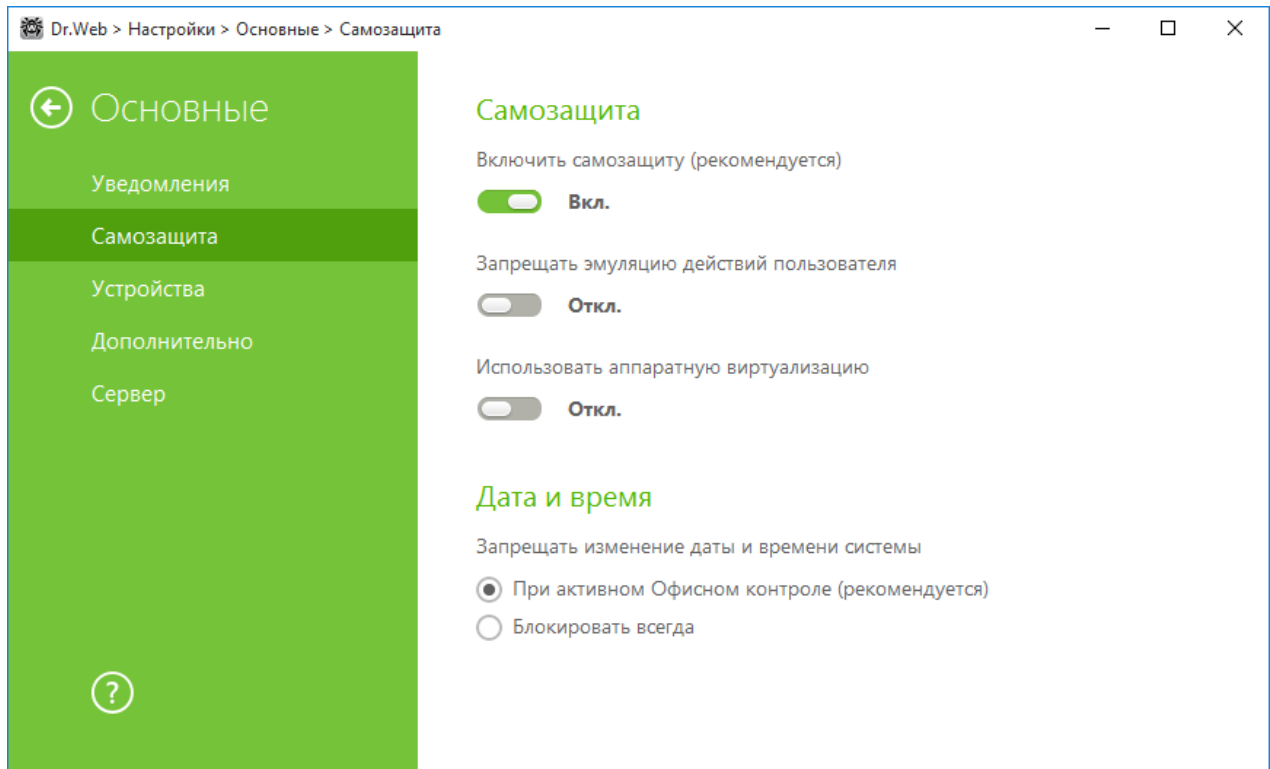 Dr.Web > Настройки > Основные > Самозащита
Основные
Уведомления
Самозащита
Устройства
Дополнительно
Сервер
?
Самозащита
Включить самозащиту (рекомендуется)
Вкл.
Запрещать эмуляцию действий пользователя
Откл.
Использовать аппаратную виртуализацию
Откл.
Дата и время
Запрещать изменение даты и времени системы
При активном Офисном контроле (рекомендуется)
Блокировать всегда